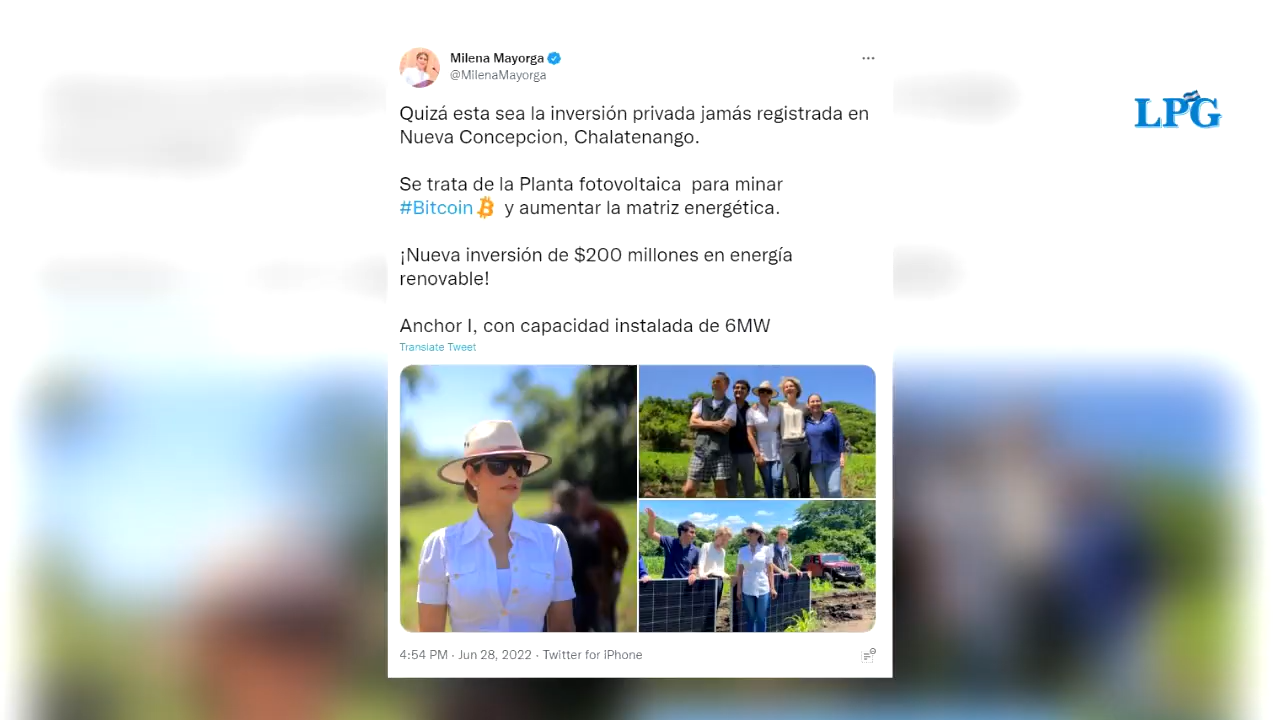 Milena Mayorga
@MilenaMayorga
LPG
Quizá esta sea la inversión privada jamás registrada en
Nueva Concepcion, Chalatenango.
Se trata de la Planta fotovoltaica para minar
#Bitcoin y aumentar la matriz energética.
¡Nueva inversión de $200 millones en energía
renovable!
Anchor I, con capacidad instalada de 6MW
Translate Tweet
4:54 PM · Jun 28, 2022 · Twitter for iPhone